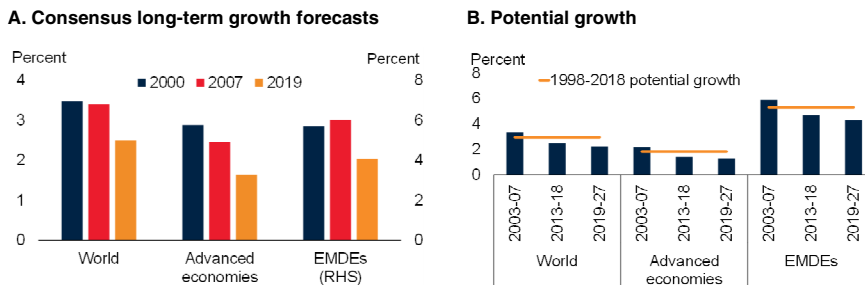 A. Consensus long-term growth forecasts
Percent
Percent
2000 2007 2019
4
3
2
1
0
8
6
4
2
0
World
Advanced
economies
EMDEs
(RHS)
B. Potential growth
Percent
8
6
4
2
0
1998-2018 potential growth
2003-07
2013-18
2019-27
2003-07
2013-18
2019-27
2003-07
2013-18
2019-27
World
Advanced
economies
EMDEs